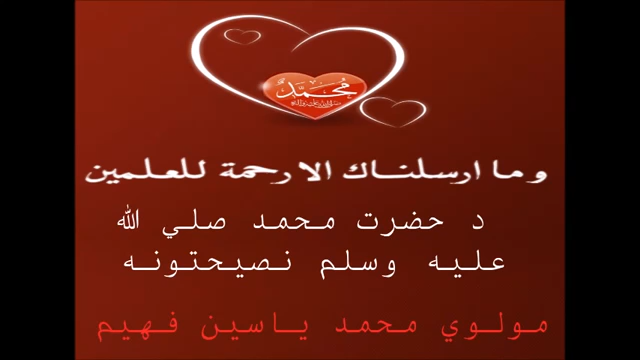 محمد
وما ارسلناك الا رحمة للعلمين
د حضرت محمد صلي الله
عليه وسلم نصيحتونه
مولوي محمد ياسين فهيم